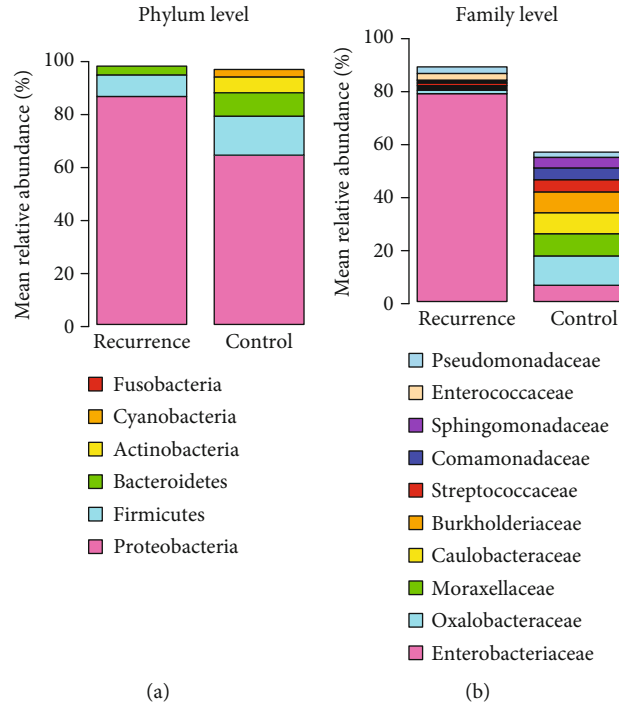 Phylum level
Mean relative abundance (%)
100
80
60
40
20
0
Recurrence Control
Fusobacteria
Cyanobacteria
Actinobacteria
Bacteroidetes
Firmicutes
Proteobacteria
(a)
Family level
Mean relative abundance (%)
100
80
60
40
20
0
Recurrence Control
Pseudomonadaceae
Enterococcaceae
Sphingomonadaceae
Comamonadaceae
Streptococcaceae
Burkholderiaceae
Caulobacteraceae
Moraxellaceae
Oxalobacteraceae
Enterobacteriaceae
(b)